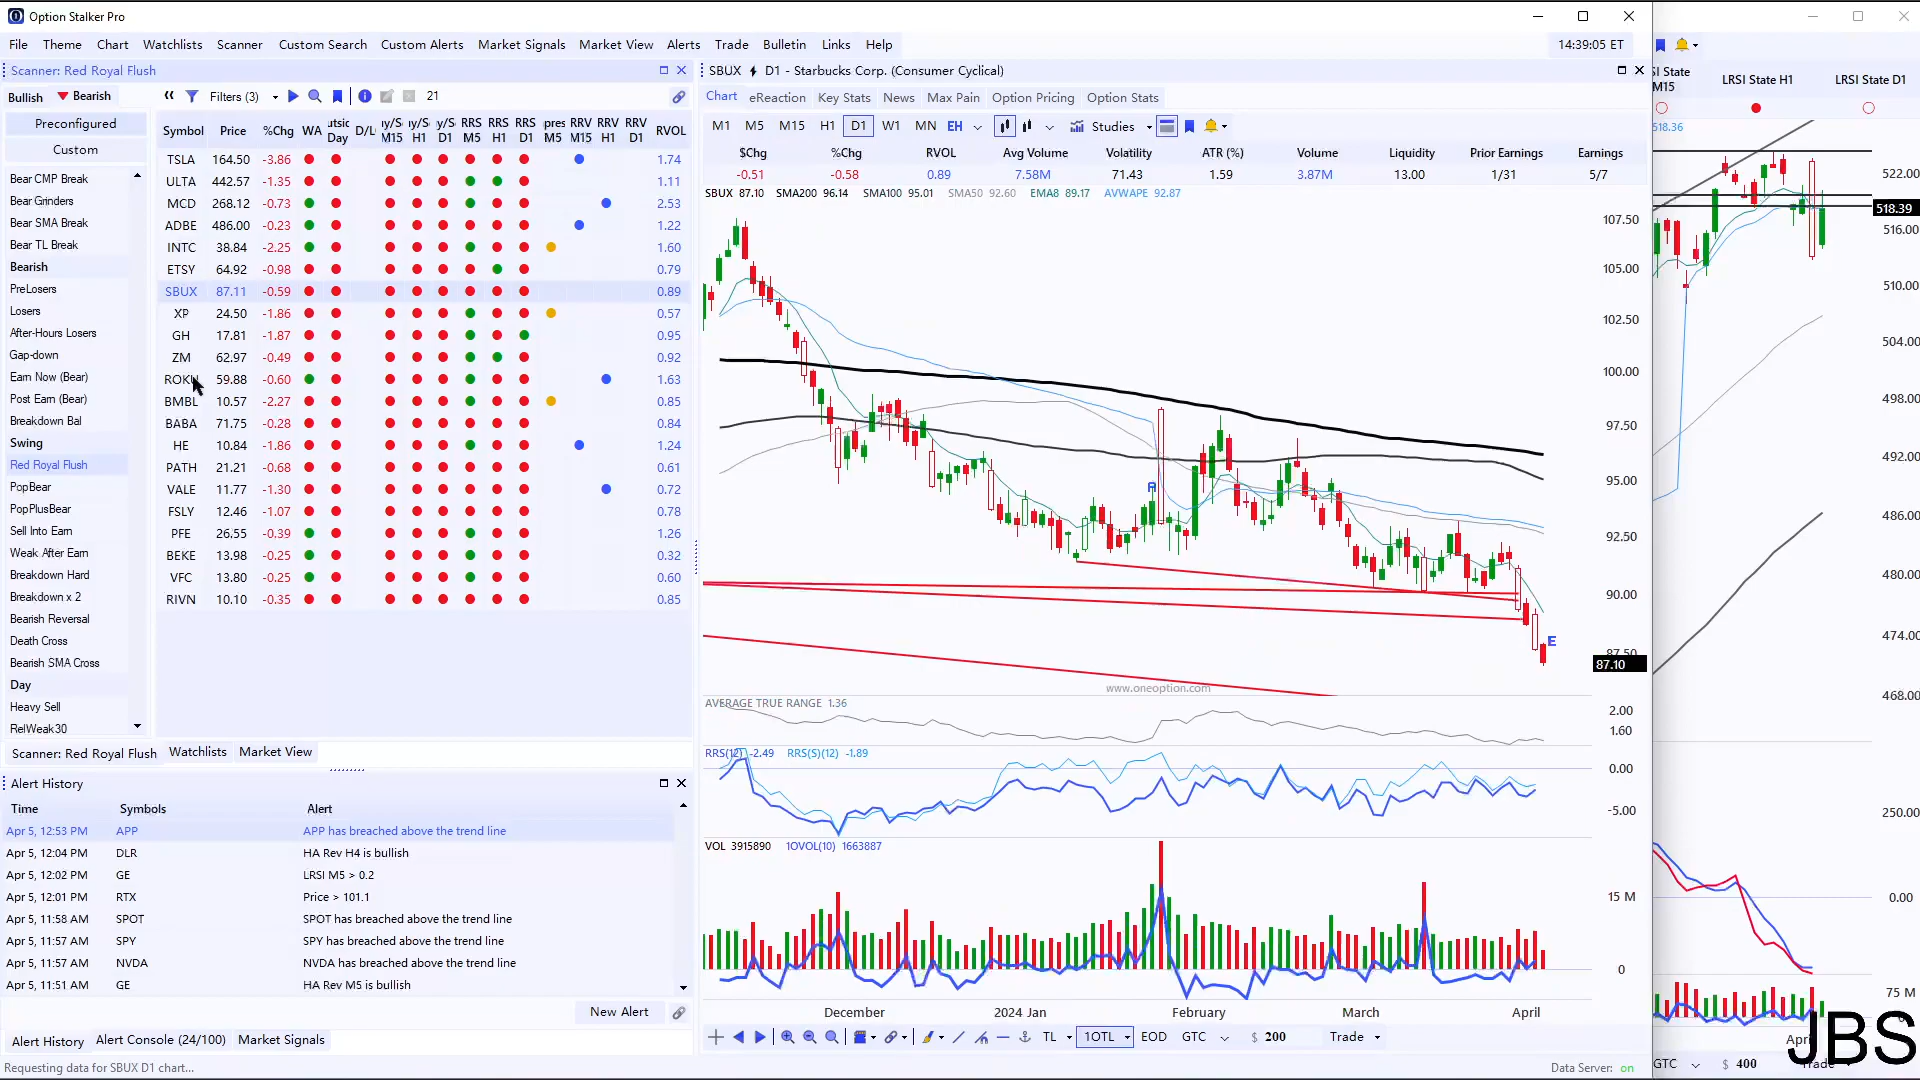 Option Stalker Pro
File Theme Chart Watchlists Scanner Custom Search Custom Alerts Market Signals Market View Alerts Trade Bulletin Links Help 14:39:05 ET
Scanner: Red Royal Flush
Bullish Bearish Filters (3) 21
Preconfigured
Custom
Bear CMP Break
Bear Grinders
Bear SMA Break
Bear TL Break
Bearish
PreLosers
Losers
After-Hours Losers
Gap-down
Earn Now (Bear)
Post Earn (Bear)
Breakdown Bal
Swing
Red Royal Flush
PopBear
PopPlusBear
Sell Into Earn
Weak After Earn
Breakdown Hard
Breakdown x 2
Bearish Reversal
Death Cross
Bearish SMA Cross
Day
Heavy Sell
RelWeak30
Symbol Price %Chg WA Day M15 H1 D1 RRS M5 RRS H1 RRS D1 M5 RRV M15 RRV H1 RRV D1 RVOL
TSLA 164.50 -3.86 1.74
ULTA 442.57 -1.35 1.11
MCD 268.12 -0.73 2.53
ADBE 486.00 -0.23 1.22
INTC 38.84 -2.25 1.60
ETSY 64.92 -0.98 0.79
SBUX 87.11 -0.59 0.89
XP 24.50 -1.86 0.57
GH 17.81 -1.87 0.95
ZM 62.97 -0.49 0.92
ROKU 59.88 -0.60 1.63
BMBL 10.57 -2.27 0.85
BABA 71.75 -0.28 0.84
HE 10.84 -1.86 1.24
PATH 21.21 -0.68 0.61
VALE 11.77 -1.30 0.72
FSLY 12.46 -1.07 0.78
PFE 26.55 -0.39 1.26
BEKE 13.98 -0.25 0.32
VFC 13.80 -0.25 0.60
RIVN 10.10 -0.35 0.85
Scanner: Red Royal Flush Watchlists Market View
Alert History
Time Symbols Alert
Apr 5, 12:53 PM APP APP has breached above the trend line
Apr 5, 12:04 PM DLR HA Rev H4 is bullish
Apr 5, 12:02 PM GE LRSI M5 > 0.2
Apr 5, 12:01 PM RTX Price > 101.1
Apr 5, 11:58 AM SPOT SPOT has breached above the trend line
Apr 5, 11:57 AM SPY SPY has breached above the trend line
Apr 5, 11:57 AM NVDA NVDA has breached above the trend line
Apr 5, 11:51 AM GE HA Rev M5 is bullish
New Alert
Alert History Alert Console (24/100) Market Signals
Requesting data for SBUX D1 chart...
SBUX D1 - Starbucks Corp. (Consumer Cyclical)
Chart eReaction Key Stats News Max Pain Option Pricing Option Stats
M1 M5 M15 H1 D1 W1 MN EH Studies
$Chg %Chg RVOL Avg Volume Volatility ATR (%) Volume Liquidity Prior Earnings Earnings
-0.51 -0.58 0.89 7.58M 71.43 1.59 3.87M 13.00 1/31 5/7
SBUX 87.10 SMA200 96.14 SMA100 95.01 SMA50 92.60 EMA8 89.17 AVWAPE 92.87
107.50
105.00
102.50
100.00
97.50
95.00
92.50
90.00
87.50
87.10
A
E
www.oneoption.com
AVERAGE TRUE RANGE 1.36
2.00
1.60
RRS(12) -2.49 RRS(S)(12) -1.89
0.00
-5.00
VOL 3915890 1OVOL(10) 1663887
15 M
0
December 2024 Jan February March April
TL 1OTL EOD GTC $ 200 Trade
Data Server: on
State M15 LRSI State H1 LRSI State D1
518.36
522.00
518.39
516.00
510.00
504.00
498.00
492.00
486.00
480.00
474.00
468.00
250.00
0.00
75 M
JBS
GTC $ 400 Trade